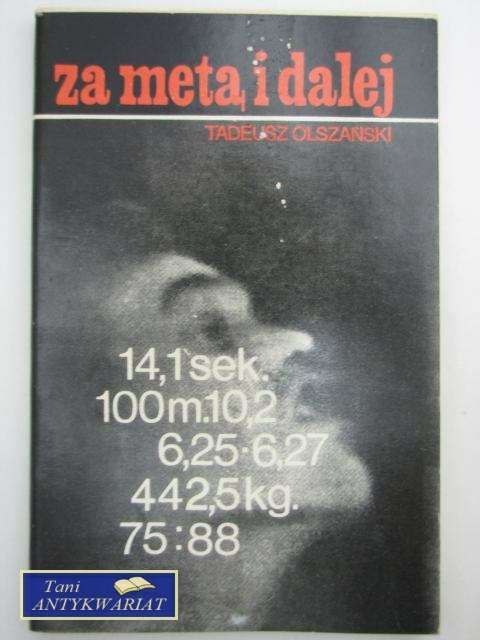 za metą i dalej
TADEUSZ OLSZAŃSKI
14,1 sek.
100 m. 10,2
6,25-6,27
442,5 kg.
75:88
Tani
ANTYKWARIAT